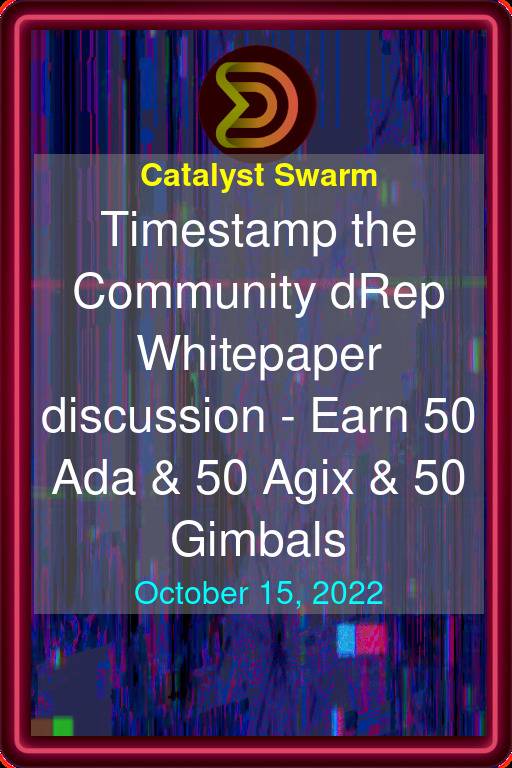 Catalyst Swarm
Timestamp the
Community dRep
Whitepaper
discussion - Earn 50
Ada & 50 Agix & 50
Gimbals
October 15, 2022